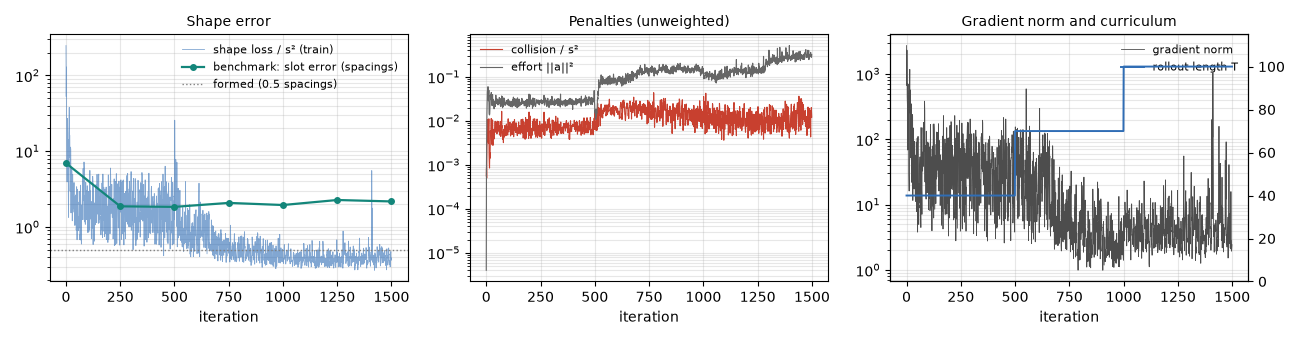 Shape error
shape loss / s² (train)
benchmark: slot error (spacings)
formed (0.5 spacings)
10²
10¹
10⁰
0 250 500 750 1000 1250 1500
iteration
Penalties (unweighted)
collision / s²
effort ||a||²
10⁻¹
10⁻²
10⁻³
10⁻⁴
10⁻⁵
0 250 500 750 1000 1250 1500
iteration
Gradient norm and curriculum
gradient norm
rollout length T
10³
10²
10¹
10⁰
100
80
60
40
20
0
0 250 500 750 1000 1250 1500
iteration